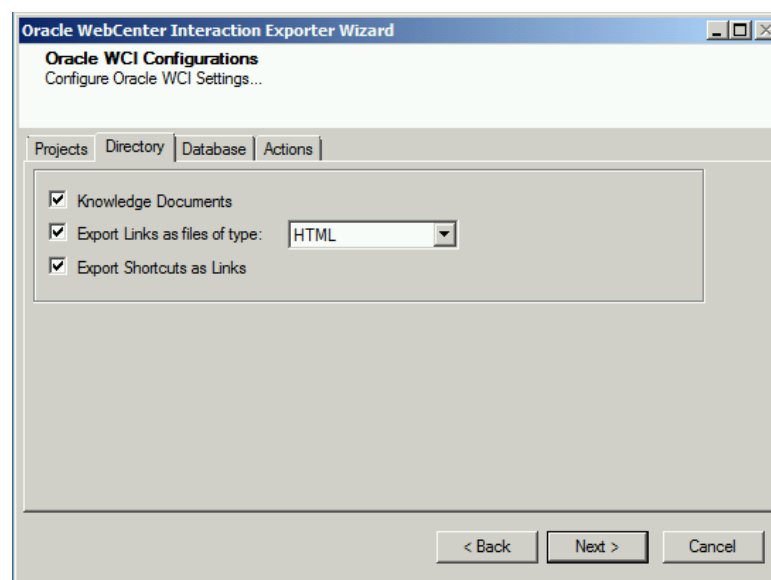 Oracle WebCenter Interaction Exporter Wizard
Oracle WCI Configurations
Configure Oracle WCI Settings...
Projects Directory Database Actions
Knowledge Documents
Export Links as files of type: HTML
Export Shortcuts as Links
< Back Next > Cancel